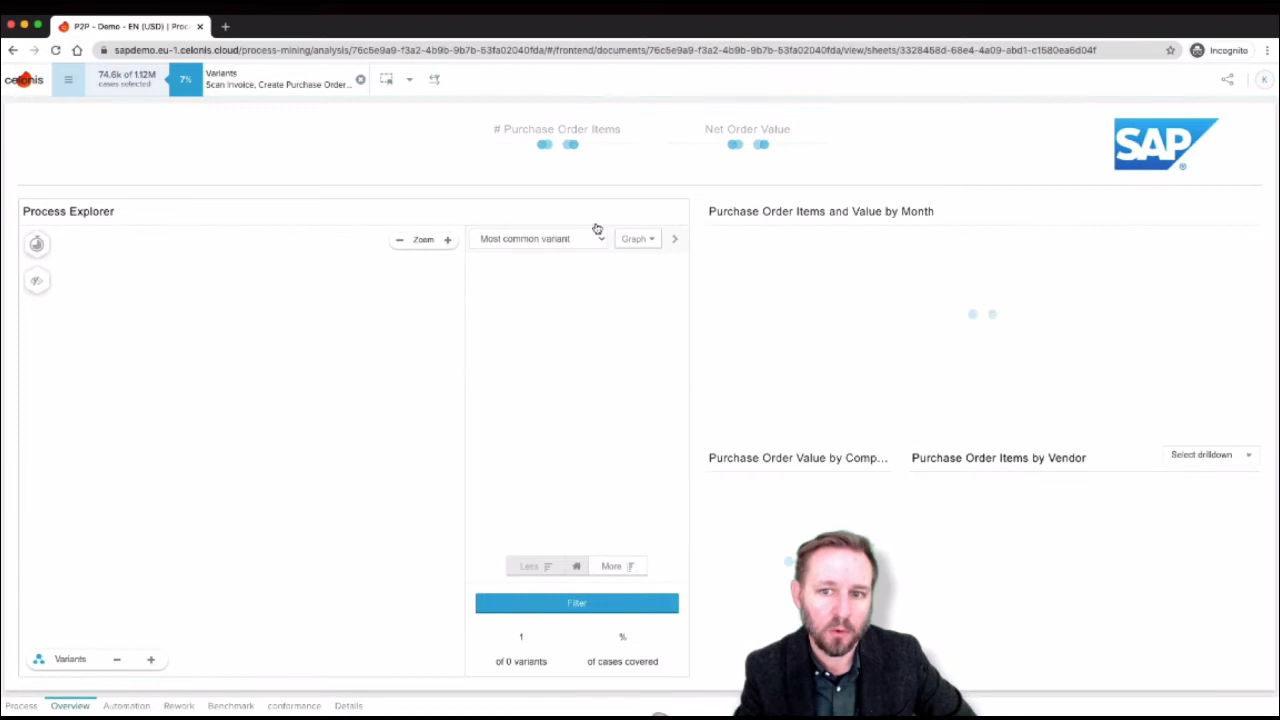 P2P - Demo - EN (USD) | Proc
sapdemo.eu-1.celonis.cloud/process-mining/analysis/76c5e9a9-f3a2-4b9b-9b7b-53fa02040fda/#/frontend/documents/76c5e9a9-f3a2-4b9b-9b7b-53fa02040fda/view/sheets/3328458d-68e4-4a09-abd1-c1580ea6d04f
Incognito
celonis
74.6k of 1.12M
cases selected
7%
Variants
Scan Invoice, Create Purchase Order...
K
# Purchase Order Items
Net Order Value
SAP
Process Explorer
Zoom
Most common variant
Graph
Purchase Order Items and Value by Month
Purchase Order Value by Comp...
Purchase Order Items by Vendor
Select drilldown
Less
More
Filter
1
%
of 0 variants
of cases covered
Variants
Process
Overview
Automation
Rework
Benchmark
conformance
Details